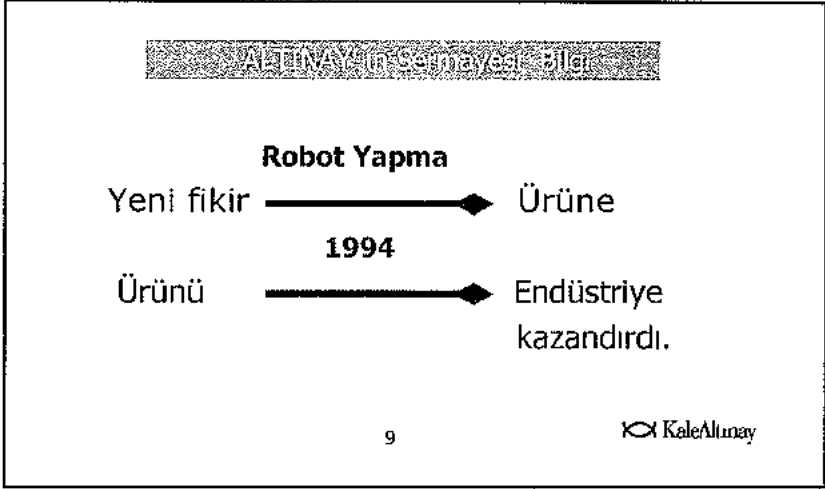 ALTINAY'ın Sermayesi Bilgi
Robot Yapma
Yeni fikir Ürüne
1994
Ürünü Endüstriye
kazandırdı.
9
KaleAltınay